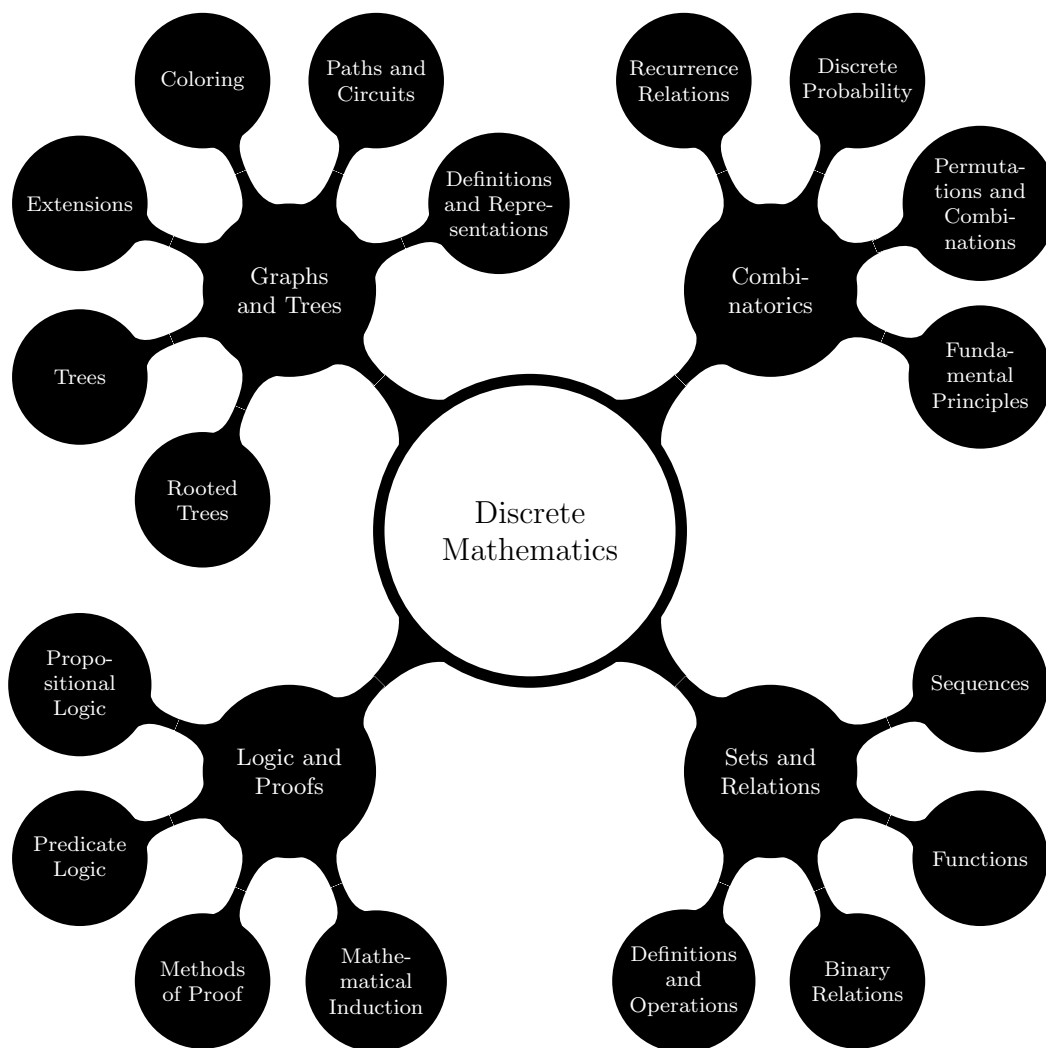 Coloring
Paths and
Circuits
Recurrence
Relations
Discrete
Probability
Extensions
Definitions
and Repre-
sentations
Permuta-
tions and
Combi-
nations
Graphs
and Trees
Combi-
natorics
Trees
Funda-
mental
Principles
Rooted
Trees
Discrete
Mathematics
Propo-
sitional
Logic
Sequences
Logic and
Proofs
Sets and
Relations
Predicate
Logic
Functions
Methods
of Proof
Mathe-
matical
Induction
Definitions
and
Operations
Binary
Relations